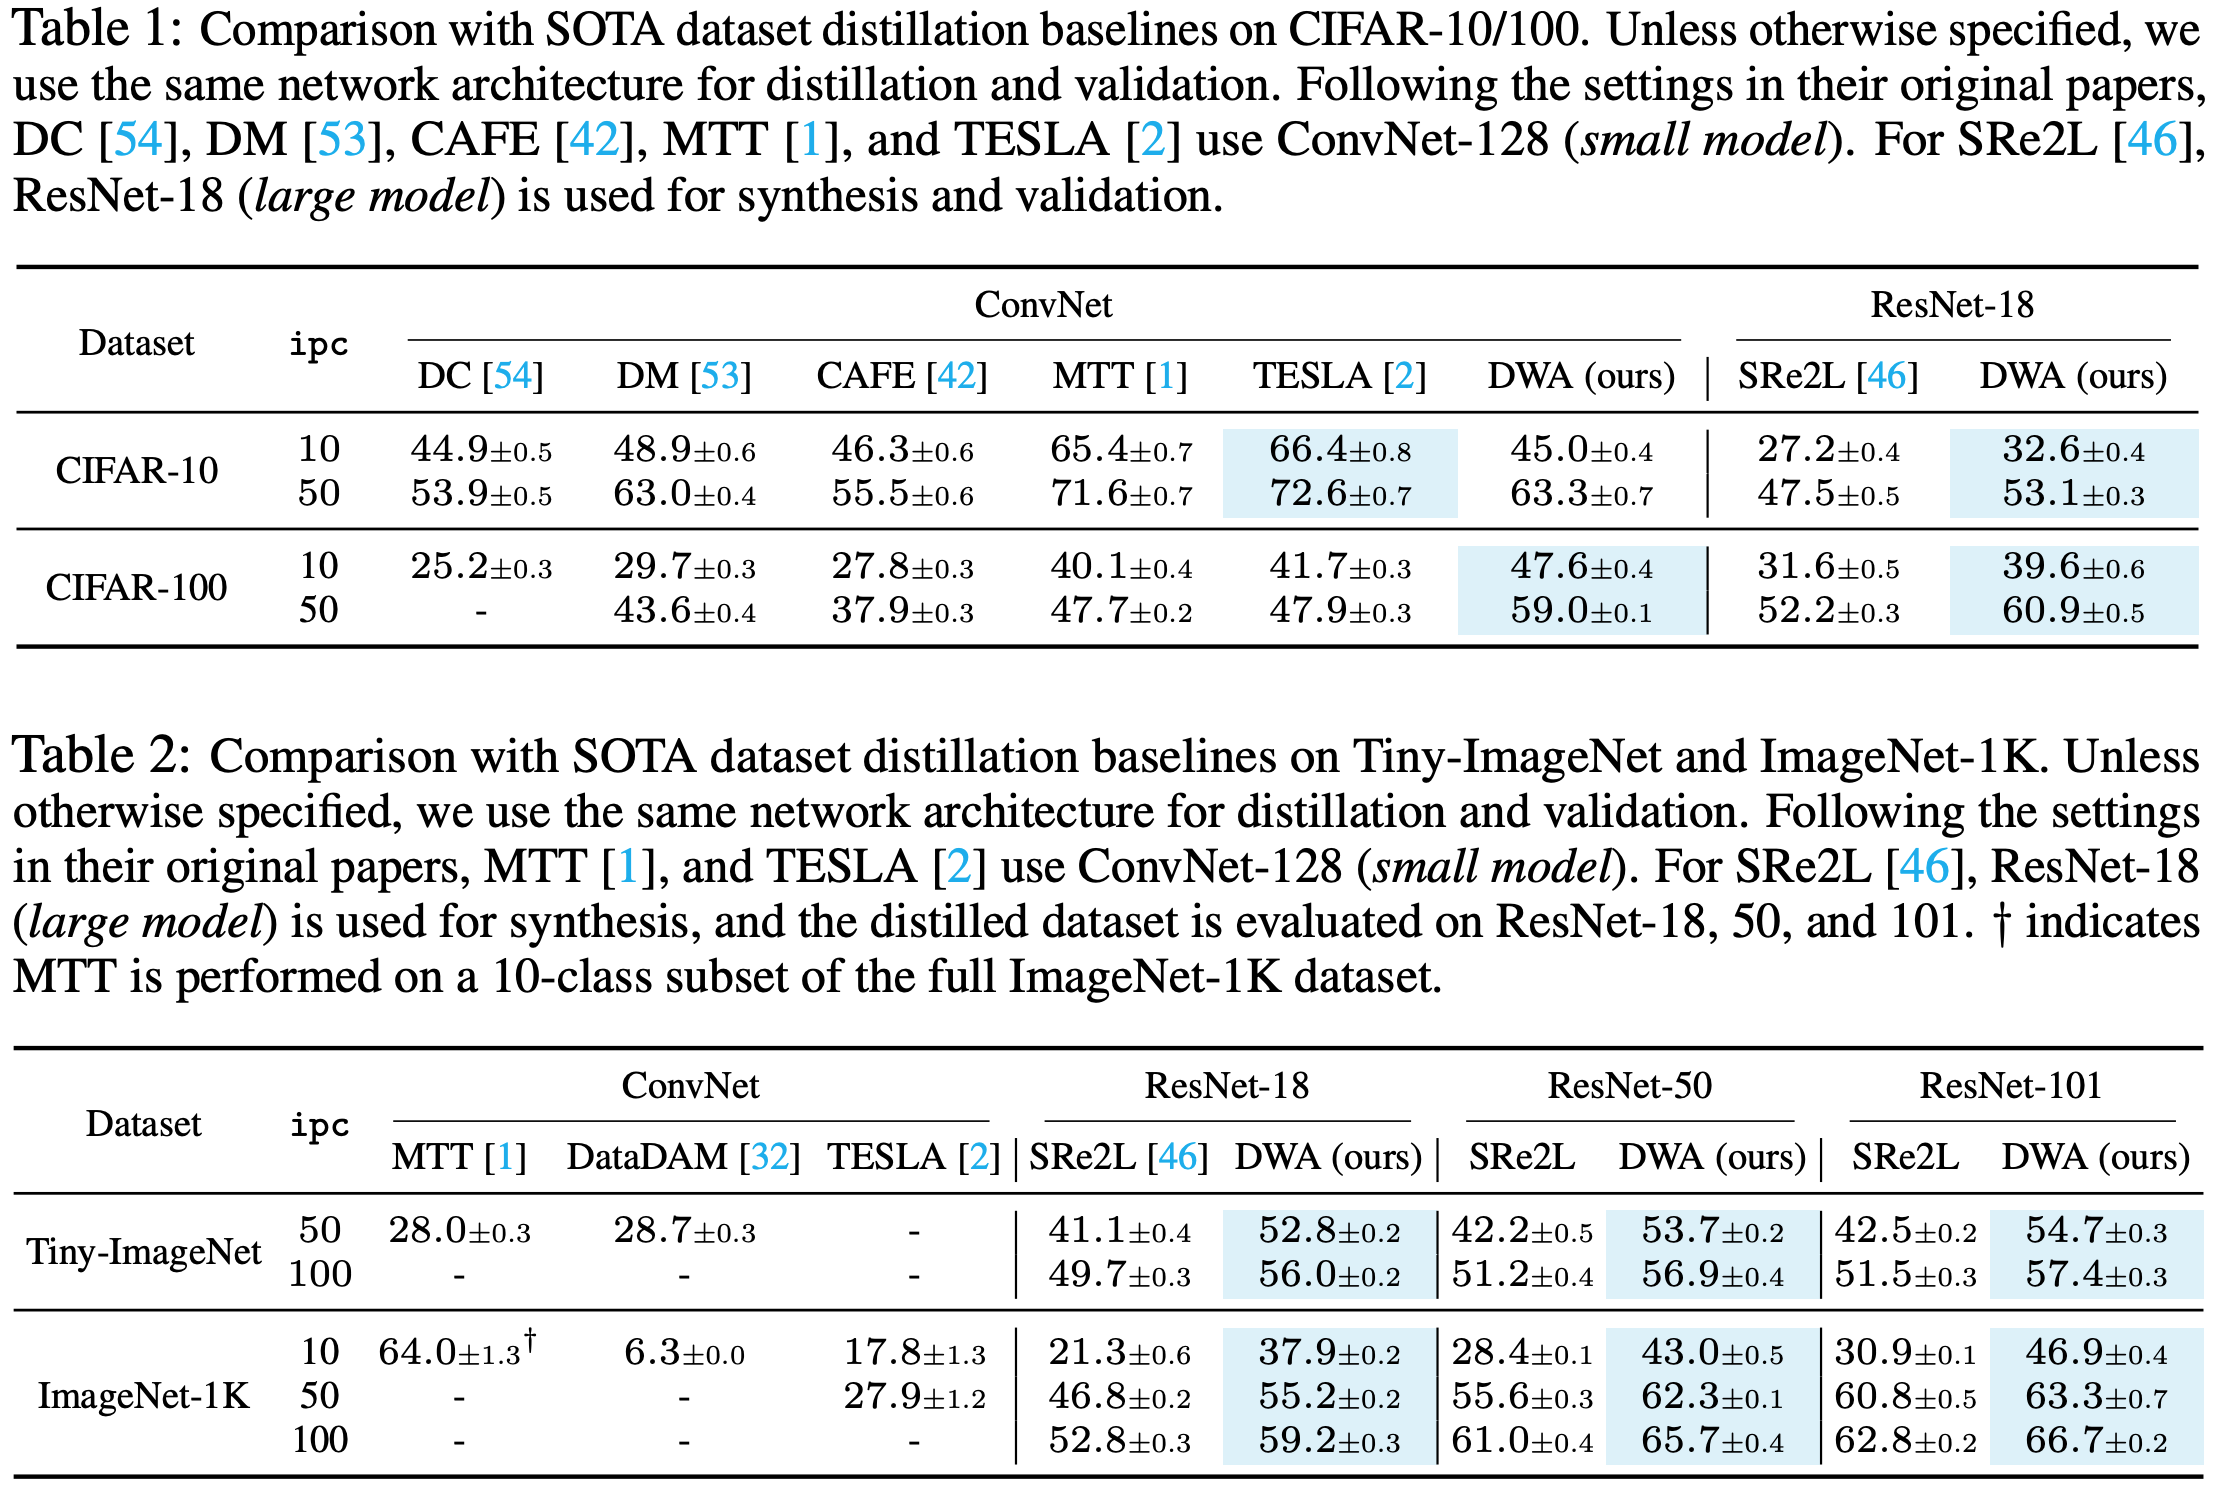 Table 1: Comparison with SOTA dataset distillation baselines on CIFAR-10/100. Unless otherwise specified, we
use the same network architecture for distillation and validation. Following the settings in their original papers,
DC [54], DM [53], CAFE [42], MTT [1], and TESLA [2] use ConvNet-128 (small model). For SRe2L [46],
ResNet-18 (large model) is used for synthesis and validation.
Dataset ipc ConvNet ResNet-18
DC [54] DM [53] CAFE [42] MTT [1] TESLA [2] DWA (ours) SRe2L [46] DWA (ours)
CIFAR-10 10 44.9±0.5 48.9±0.6 46.3±0.6 65.4±0.7 66.4±0.8 45.0±0.4 27.2±0.4 32.6±0.4
50 53.9±0.5 63.0±0.4 55.5±0.6 71.6±0.7 72.6±0.7 63.3±0.7 47.5±0.5 53.1±0.3
CIFAR-100 10 25.2±0.3 29.7±0.3 27.8±0.3 40.1±0.4 41.7±0.3 47.6±0.4 31.6±0.5 39.6±0.6
50 - 43.6±0.4 37.9±0.3 47.7±0.2 47.9±0.3 59.0±0.1 52.2±0.3 60.9±0.5
Table 2: Comparison with SOTA dataset distillation baselines on Tiny-ImageNet and ImageNet-1K. Unless
otherwise specified, we use the same network architecture for distillation and validation. Following the settings
in their original papers, MTT [1], and TESLA [2] use ConvNet-128 (small model). For SRe2L [46], ResNet-18
(large model) is used for synthesis, and the distilled dataset is evaluated on ResNet-18, 50, and 101. † indicates
MTT is performed on a 10-class subset of the full ImageNet-1K dataset.
Dataset ipc ConvNet ResNet-18 ResNet-50 ResNet-101
MTT [1] DataDAM [32] TESLA [2] SRe2L [46] DWA (ours) SRe2L DWA (ours) SRe2L DWA (ours)
Tiny-ImageNet 50 28.0±0.3 28.7±0.3 - 41.1±0.4 52.8±0.2 42.2±0.5 53.7±0.2 42.5±0.2 54.7±0.3
100 - - - 49.7±0.3 56.0±0.2 51.2±0.4 56.9±0.4 51.5±0.3 57.4±0.3
ImageNet-1K 10 64.0±1.3† 6.3±0.0 17.8±1.3 21.3±0.6 37.9±0.2 28.4±0.1 43.0±0.5 30.9±0.1 46.9±0.4
50 - - 27.9±1.2 46.8±0.2 55.2±0.2 55.6±0.3 62.3±0.1 60.8±0.5 63.3±0.7
100 - - - 52.8±0.3 59.2±0.3 61.0±0.4 65.7±0.4 62.8±0.2 66.7±0.2